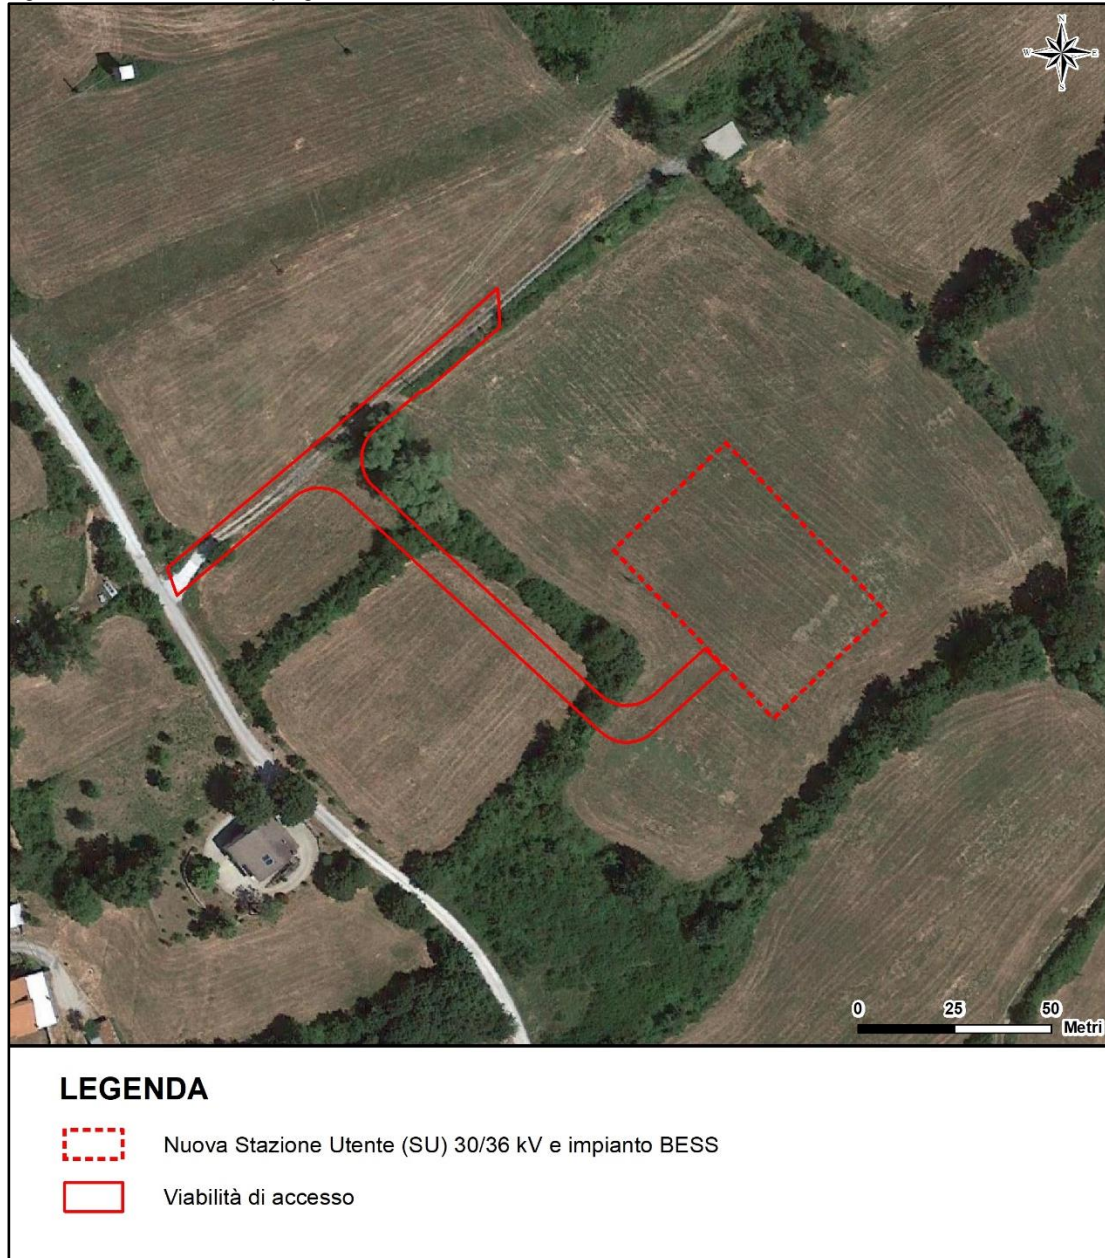 N
W E
S
0 25 50
Metri
LEGENDA
Nuova Stazione Utente (SU) 30/36 kV e impianto BESS
Viabilità di accesso